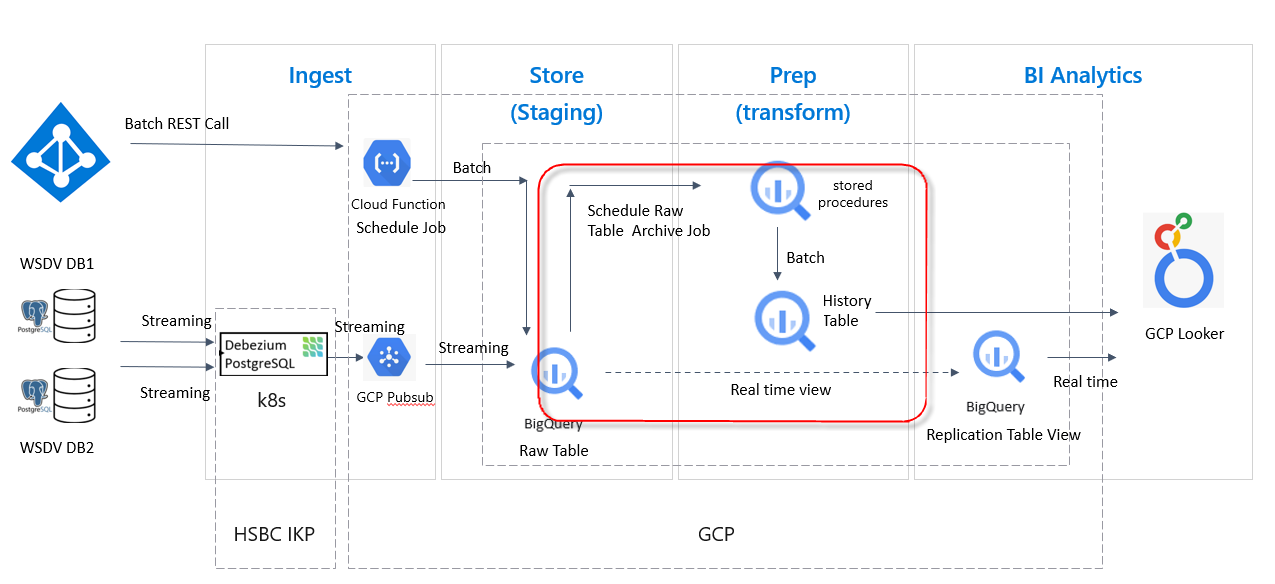 Ingest
Store
(Staging)
Prep
(transform)
BI Analytics
Batch REST Call
Cloud Function
Schedule Job
Batch
Schedule Raw
Table Archive Job
stored
procedures
Batch
History
Table
GCP Looker
WSDV DB1
PostgreSQL
Streaming
Streaming
Debezium
PostgreSQL
k8s
Streaming
GCP Pubsub
Streaming
PostgreSQL
WSDV DB2
BigQuery
Raw Table
Real time view
BigQuery
Replication Table View
Real time
HSBC IKP
GCP